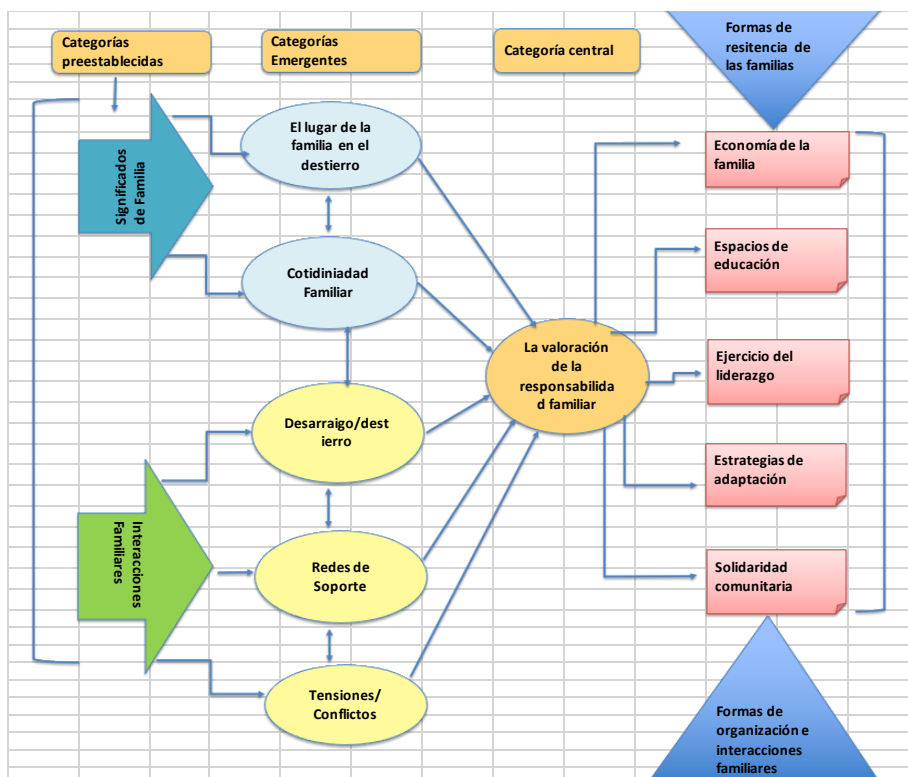 Categorías
preestablecidas
Categorías
Emergentes
Categoría central
Formas de
resitencia de
las familias
Significados
de Familia
El lugar de la
familia en el
destierro
Cotidiniadad
Familiar
Desarraigo/dest
ierro
Interacciones
Familiares
Redes de
Soporte
Tensiones/
Conflictos
La valoración
de la
responsabilida
d familiar
Economía de la
familia
Espacios de
educación
Ejercicio del
liderazgo
Estrategias de
adaptación
Solidaridad
comunitaria
Formas de
organización e
interacciones
familiares